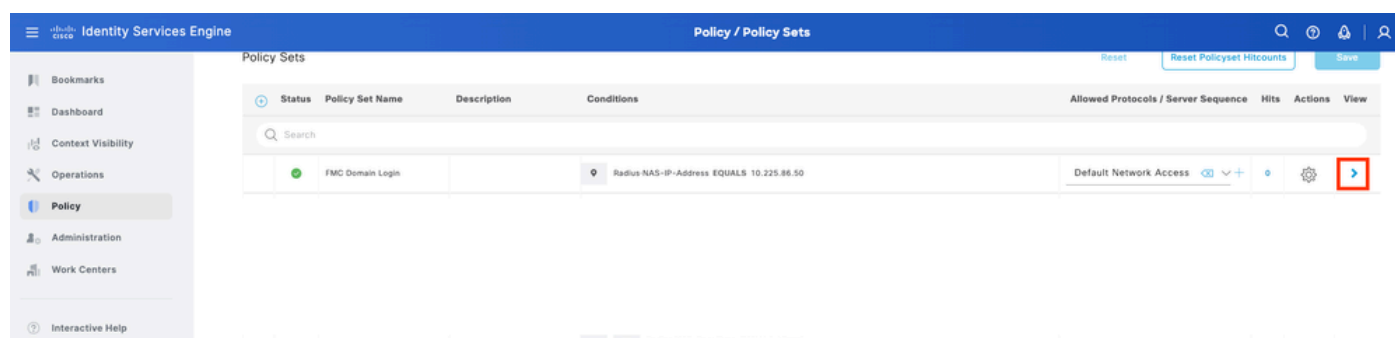 cisco Identity Services Engine
Policy / Policy Sets
Bookmarks
Dashboard
Context Visibility
Operations
Policy
Administration
Work Centers
Interactive Help
Policy Sets
Reset
Reset Policyset Hitcounts
Save
Status Policy Set Name Description Conditions Allowed Protocols / Server Sequence Hits Actions View
Search
FMC Domain Login Radius·NAS-IP-Address EQUALS 10.225.86.50 Default Network Access 0